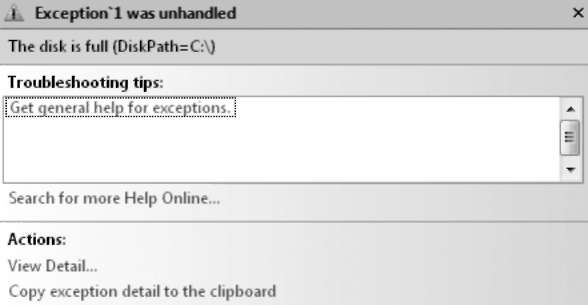 Exception`1 was unhandled
The disk is full (DiskPath=C:\)
Troubleshooting tips:
Get general help for exceptions.
Search for more Help Online...
Actions:
View Detail...
Copy exception detail to the clipboard